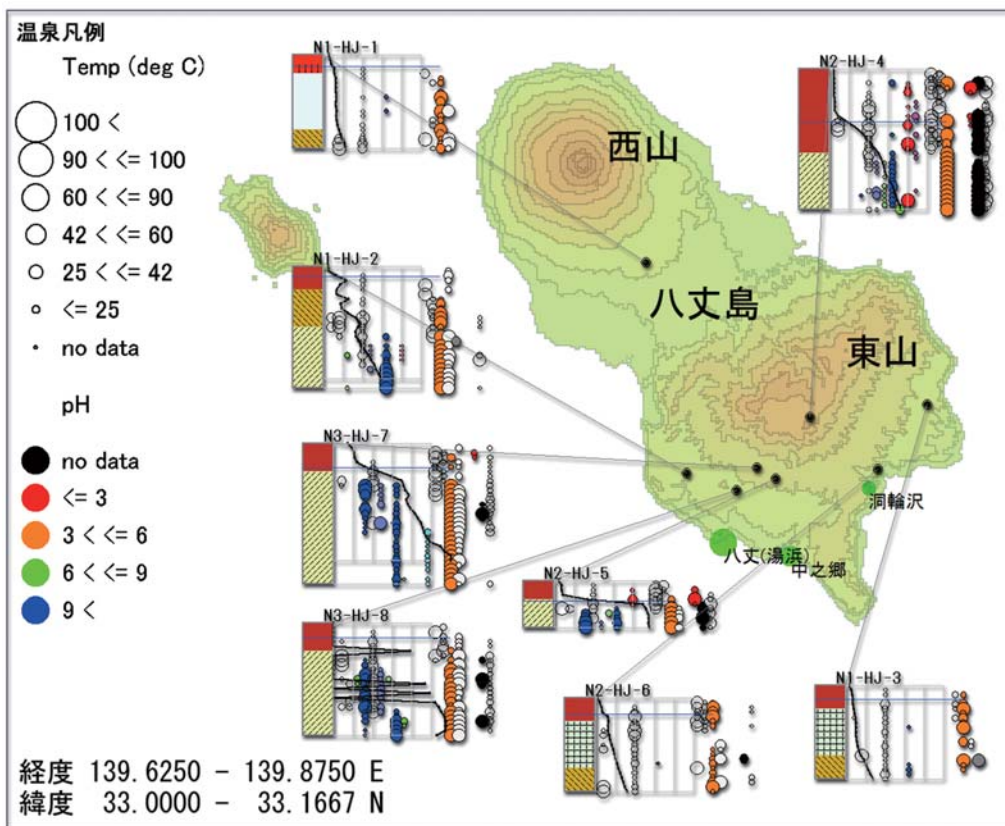 温泉凡例
Temp (deg C)
100 <
90 < <= 100
60 < <= 90
42 < <= 60
25 < <= 42
<= 25
no data
pH
no data
<= 3
3 < <= 6
6 < <= 9
9 <
N1-HJ-1
N2-HJ-4
西山
N1-HJ-2
八丈島
東山
N3-HJ-7
洞輪沢
八丈(湯浜)
中之郷
N2-HJ-5
N3-HJ-8
N2-HJ-6
N1-HJ-3
経度 139.6250 - 139.8750 E
緯度 33.0000 - 33.1667 N